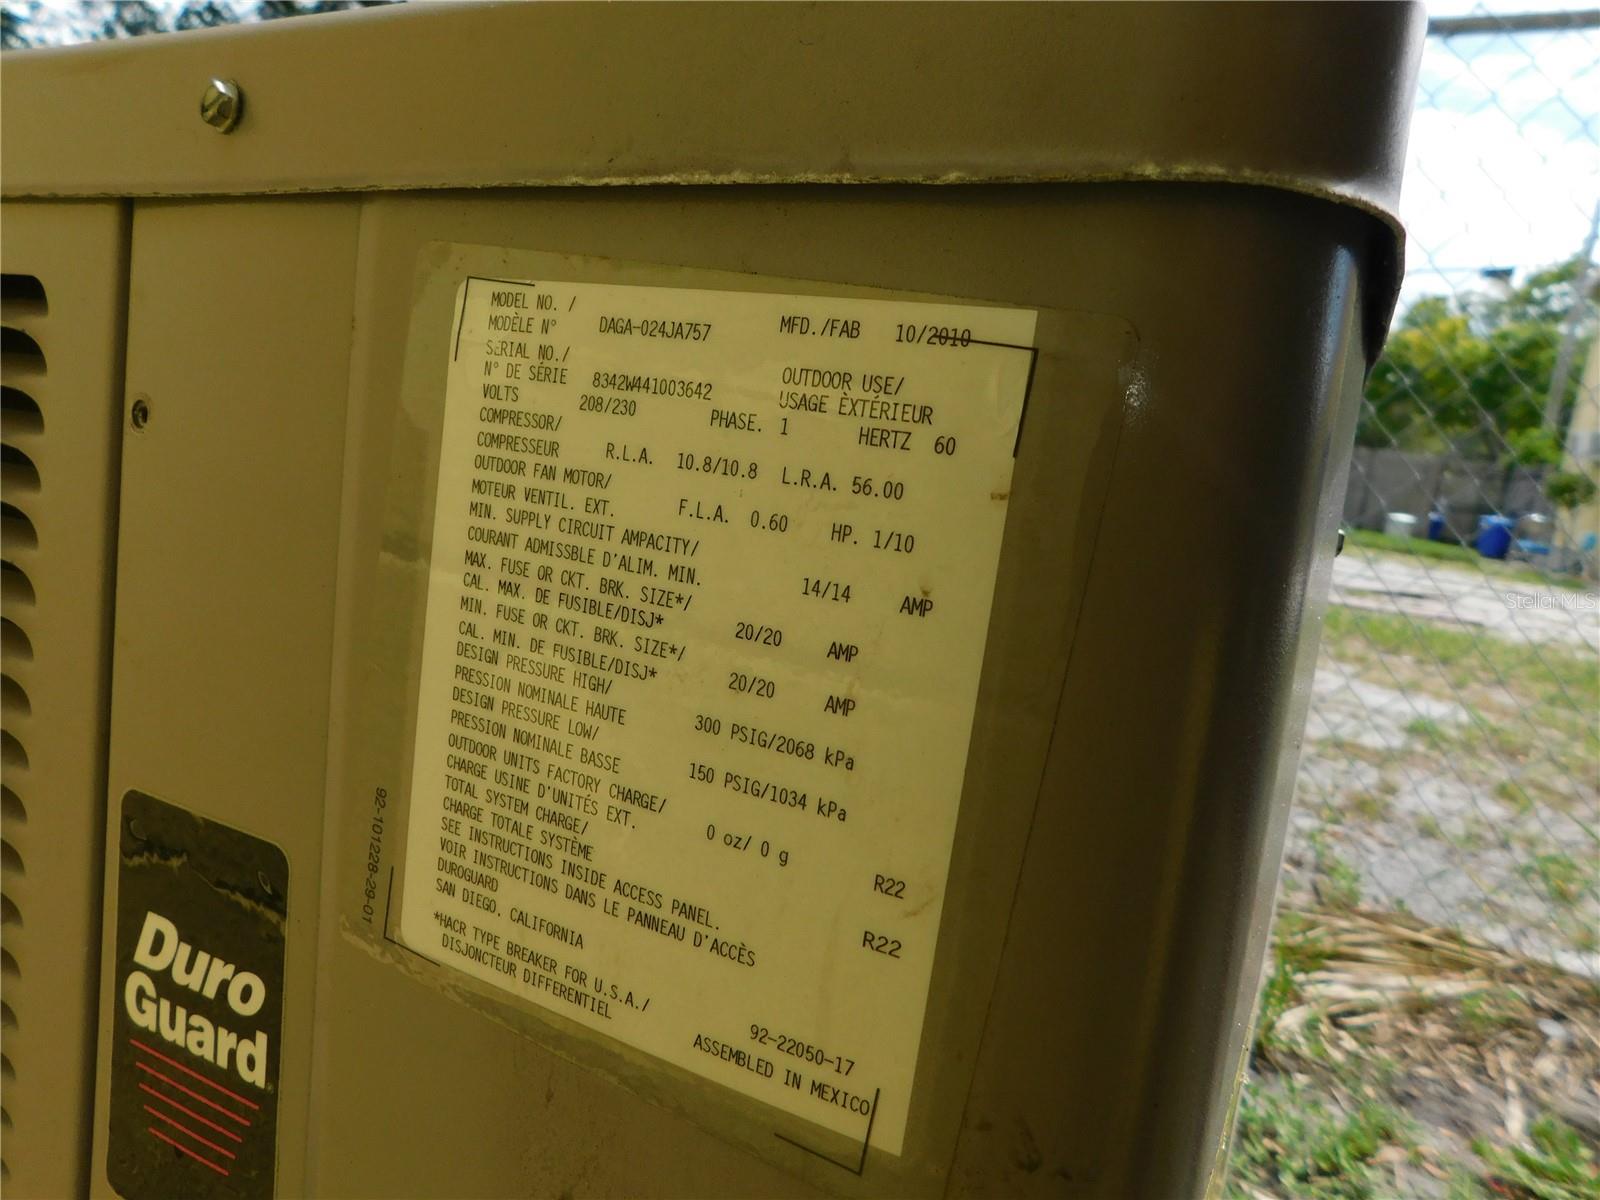 MODEL NO. /
MODÈLE N° DAGA-024JA757 MFD./FAB 10/2010
SERIAL NO./ OUTDOOR USE/
N° DE SÉRIE 8342W441003642 USAGE ÈXTÉRIEUR
VOLTS 208/230 PHASE. 1 HERTZ 60
COMPRESSOR/
COMPRESSEUR R.L.A. 10.8/10.8 L.R.A. 56.00
OUTDOOR FAN MOTOR/
MOTEUR VENTIL. EXT. F.L.A. 0.60 HP. 1/10
MIN. SUPPLY CIRCUIT AMPACITY/
COURANT ADMISSBLE D'ALIM. MIN. 14/14 AMP
MAX. FUSE OR CKT. BRK. SIZE*/
CAL. MAX. DE FUSIBLE/DISJ* 20/20 AMP
MIN. FUSE OR CKT. BRK. SIZE*/
CAL. MIN. DE FUSIBLE/DISJ* 20/20 AMP
DESIGN PRESSURE HIGH/
PRESSION NOMINALE HAUTE 300 PSIG/2068 kPa
DESIGN PRESSURE LOW/
PRESSION NOMINALE BASSE 150 PSIG/1034 kPa
OUTDOOR UNITS FACTORY CHARGE/
CHARGE USINE D'UNITÉS EXT. 0 oz/ 0 g R22
TOTAL SYSTEM CHARGE/
CHARGE TOTALE SYSTÈME R22
SEE INSTRUCTIONS INSIDE ACCESS PANEL.
VOIR INSTRUCTIONS DANS LE PANNEAU D'ACCÈS
DUROGUARD
SAN DIEGO, CALIFORNIA
*HACR TYPE BREAKER FOR U.S.A./
DISJONCTEUR DIFFERENTIEL
92-22050-17
ASSEMBLED IN MEXICO
92-101228-29-01
Duro
Guard
Stellar MLS